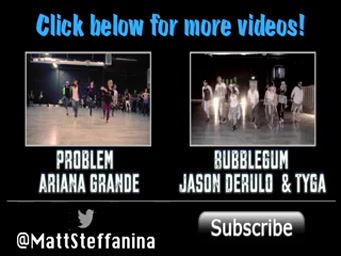 Click below for more videos!
PROBLEM
ARIANA GRANDE
BUBBLEGUM
JASON DERULO & TYGA
@MattSteffanina
Subscribe